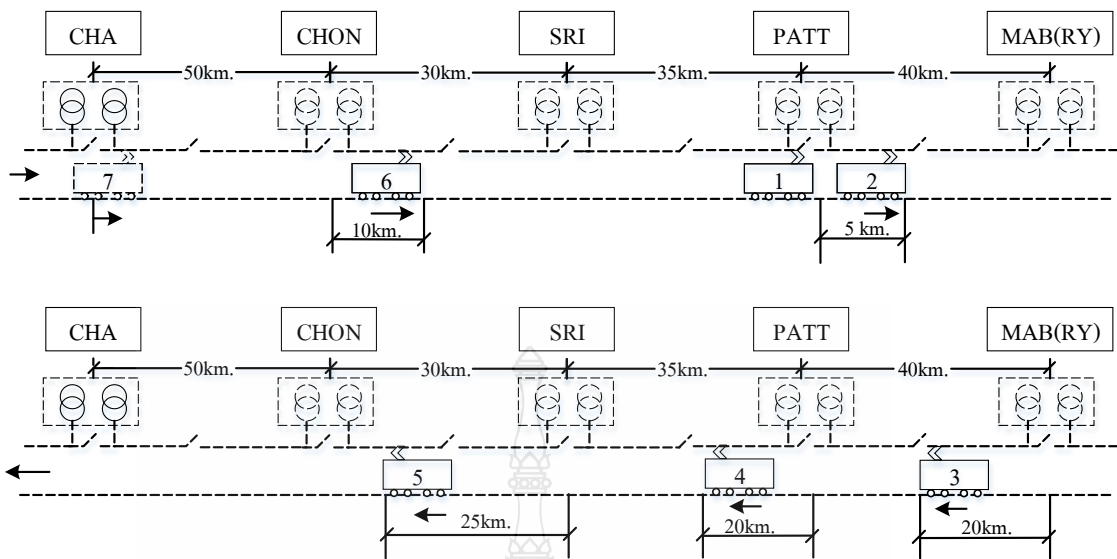 CHA CHON SRI PATT MAB(RY)
50km. 30km. 35km. 40km.
7 6 1 2
10km. 5 km.
CHA CHON SRI PATT MAB(RY)
50km. 30km. 35km. 40km.
5 4 3
25km. 20km. 20km.